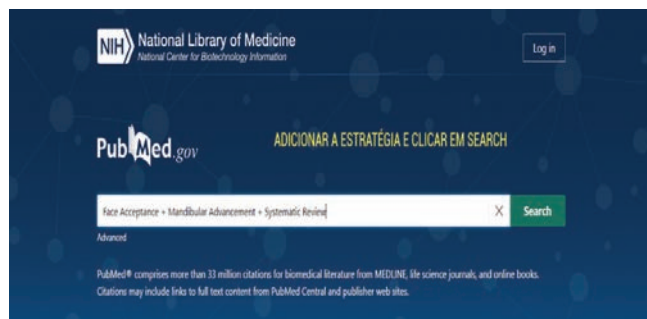 NIH National Library of Medicine
National Center for Biotechnology Information
Log in
PubMed.gov
ADICIONAR A ESTRATÉGIA E CLICAR EM SEARCH
Face Acceptance + Mandibular Advancement + Systematic Review
X
Search
Advanced
PubMed® comprises more than 33 million citations for biomedical literature from MEDLINE, life science journals, and online books.
Citations may include links to full text content from PubMed Central and publisher web sites.